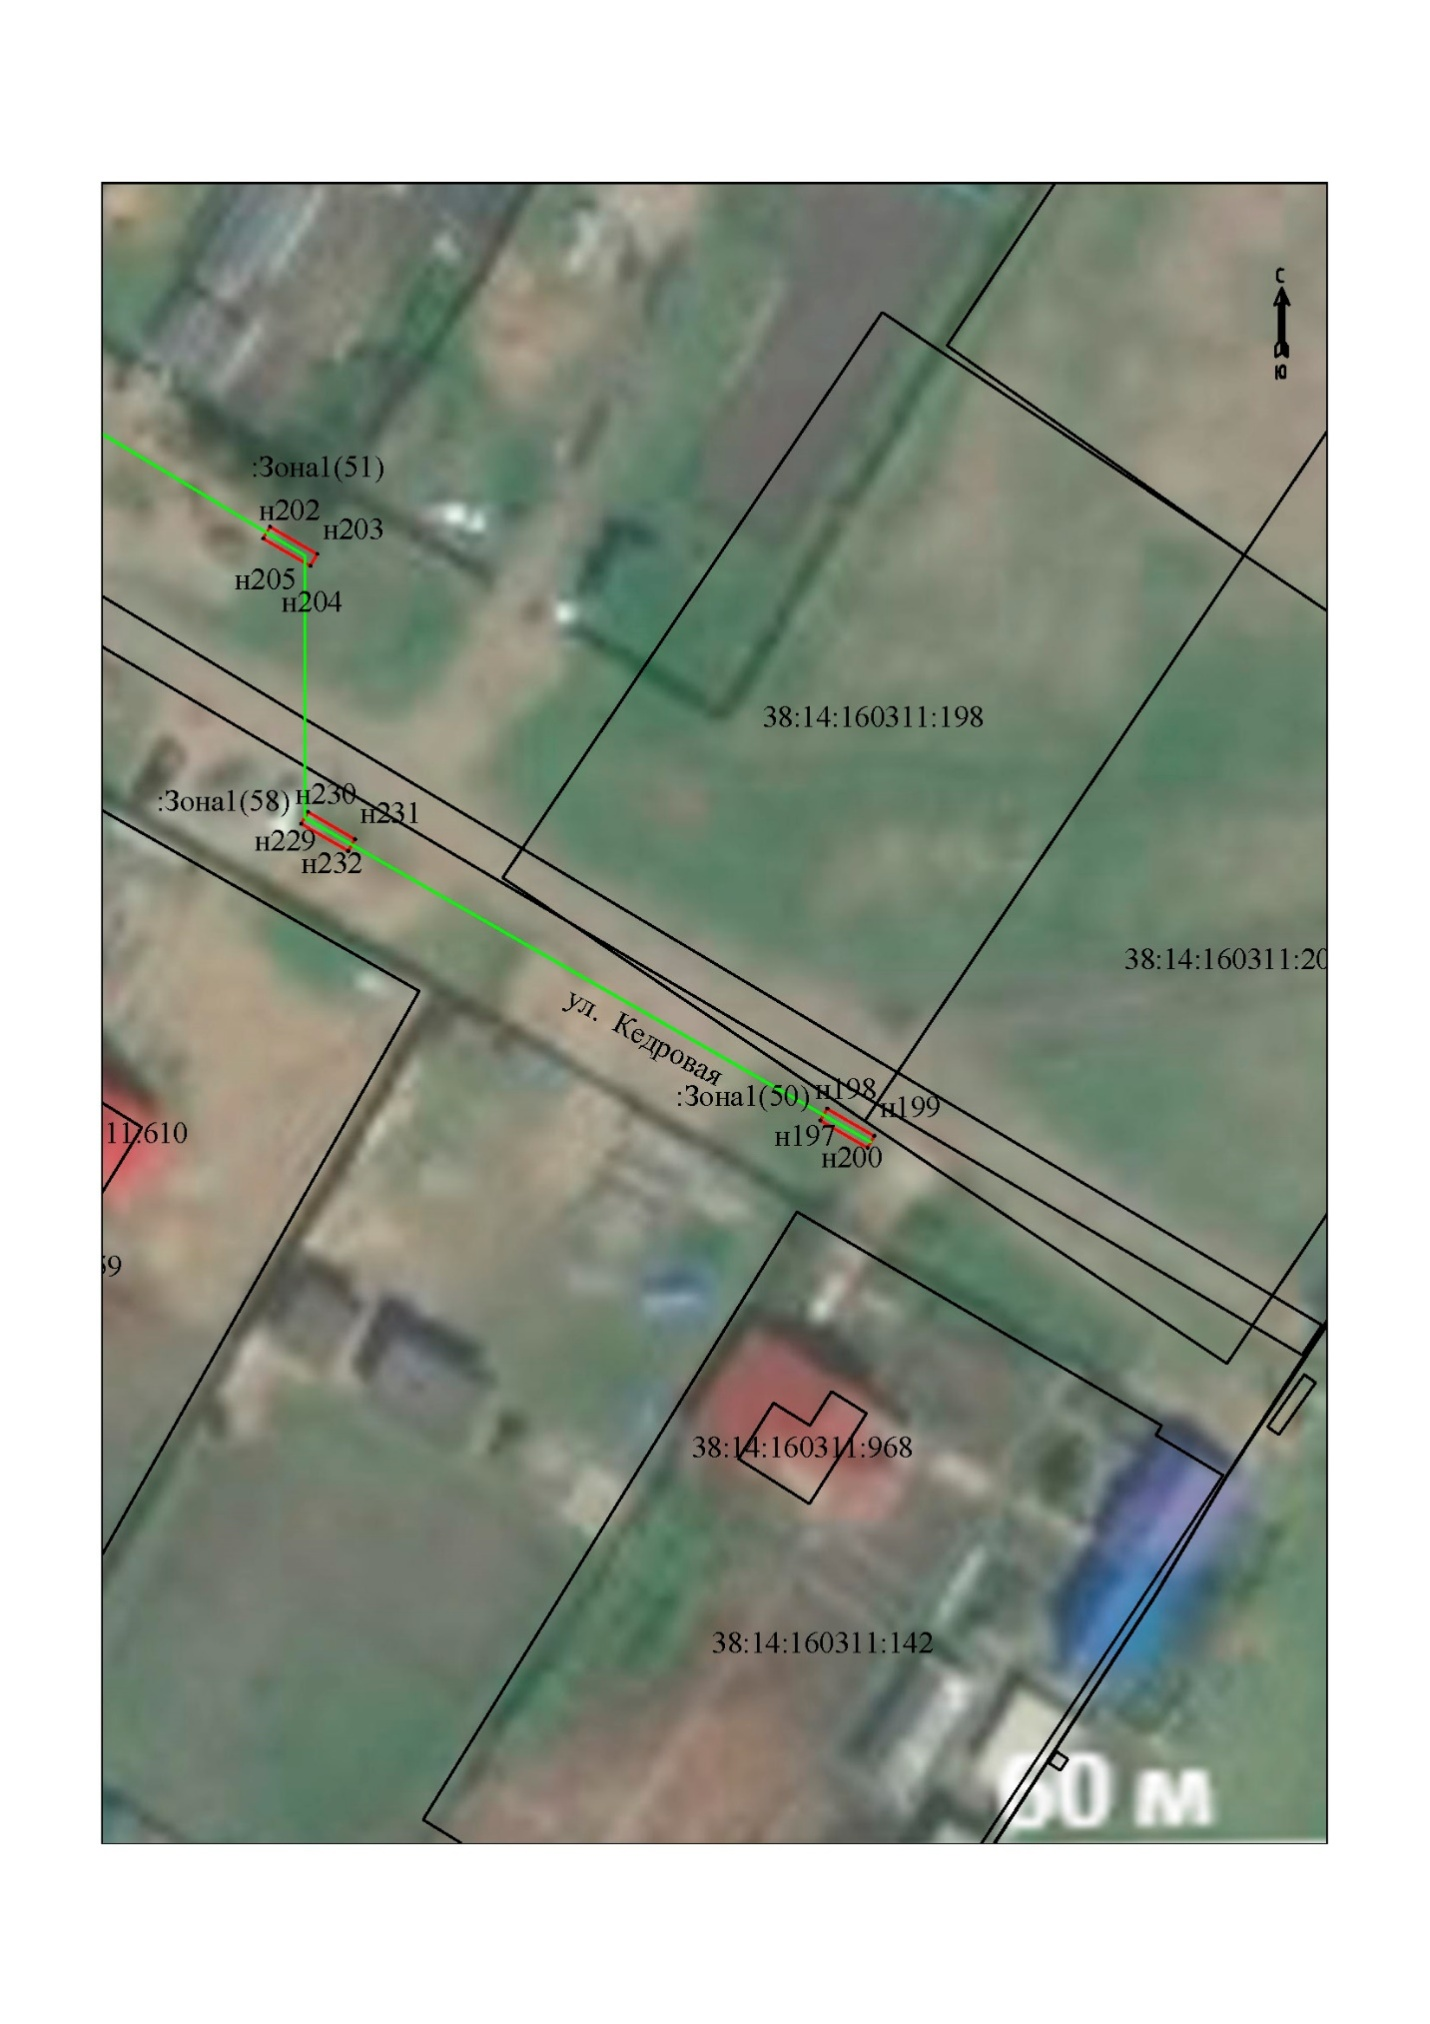 С
Ю
:Зона1(51)
н202
н203
н205
н204
38:14:160311:198
:Зона1(58)
н230
н231
н229
н232
38:14:160311:20
ул. Кедровая
:Зона1(50)
н198
н199
н197
н200
11:610
59
38:14:160311:968
38:14:160311:142
60 м